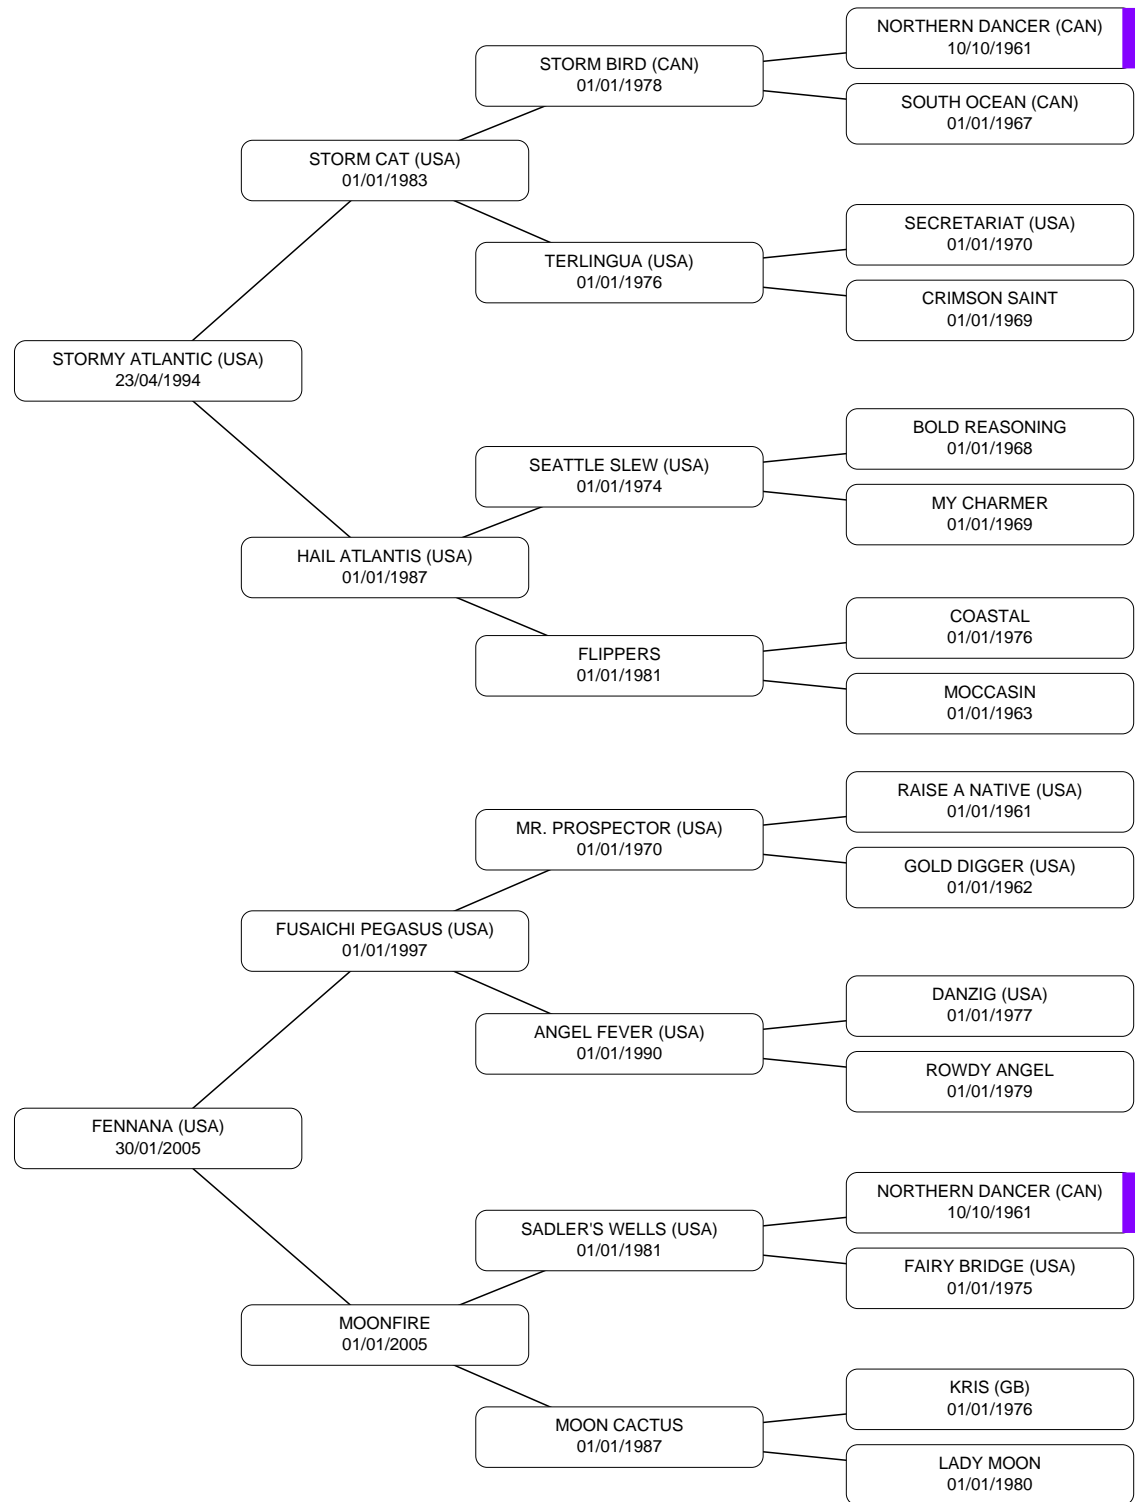 NORTHERN DANCER (CAN)
10/10/1961
STORM BIRD (CAN)
01/01/1978
SOUTH OCEAN (CAN)
01/01/1967
STORM CAT (USA)
01/01/1983
SECRETARIAT (USA)
01/01/1970
TERLINGUA (USA)
01/01/1976
CRIMSON SAINT
01/01/1969
STORMY ATLANTIC (USA)
23/04/1994
BOLD REASONING
01/01/1968
SEATTLE SLEW (USA)
01/01/1974
MY CHARMER
01/01/1969
HAIL ATLANTIS (USA)
01/01/1987
COASTAL
01/01/1976
FLIPPERS
01/01/1981
MOCCASIN
01/01/1963
RAISE A NATIVE (USA)
01/01/1961
MR. PROSPECTOR (USA)
01/01/1970
GOLD DIGGER (USA)
01/01/1962
FUSAICHI PEGASUS (USA)
01/01/1997
DANZIG (USA)
01/01/1977
ANGEL FEVER (USA)
01/01/1990
ROWDY ANGEL
01/01/1979
FENNANA (USA)
30/01/2005
NORTHERN DANCER (CAN)
10/10/1961
SADLER'S WELLS (USA)
01/01/1981
FAIRY BRIDGE (USA)
01/01/1975
MOONFIRE
01/01/2005
KRIS (GB)
01/01/1976
MOON CACTUS
01/01/1987
LADY MOON
01/01/1980